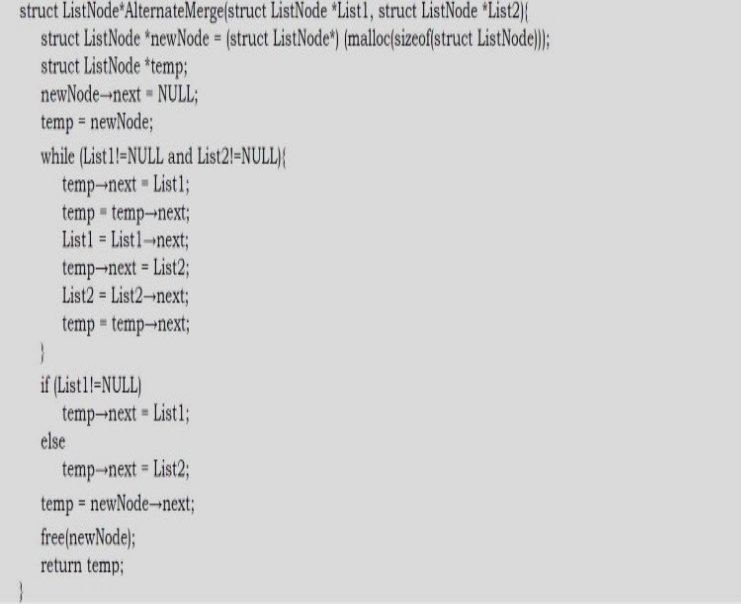 struct ListNode*AlternateMerge(struct ListNode *List1, struct ListNode *List2){
struct ListNode *newNode = (struct ListNode*) (malloc(sizeof(struct ListNode)));
struct ListNode *temp;
newNode→next = NULL;
temp = newNode;
while (List1!=NULL and List2!=NULL){
temp→next = List1;
temp = temp→next;
List1 = List1→next;
temp→next = List2;
List2 = List2→next;
temp = temp→next;
}
if (List1!=NULL)
temp→next = List1;
else
temp→next = List2;
temp = newNode→next;
free(newNode);
return temp;
}